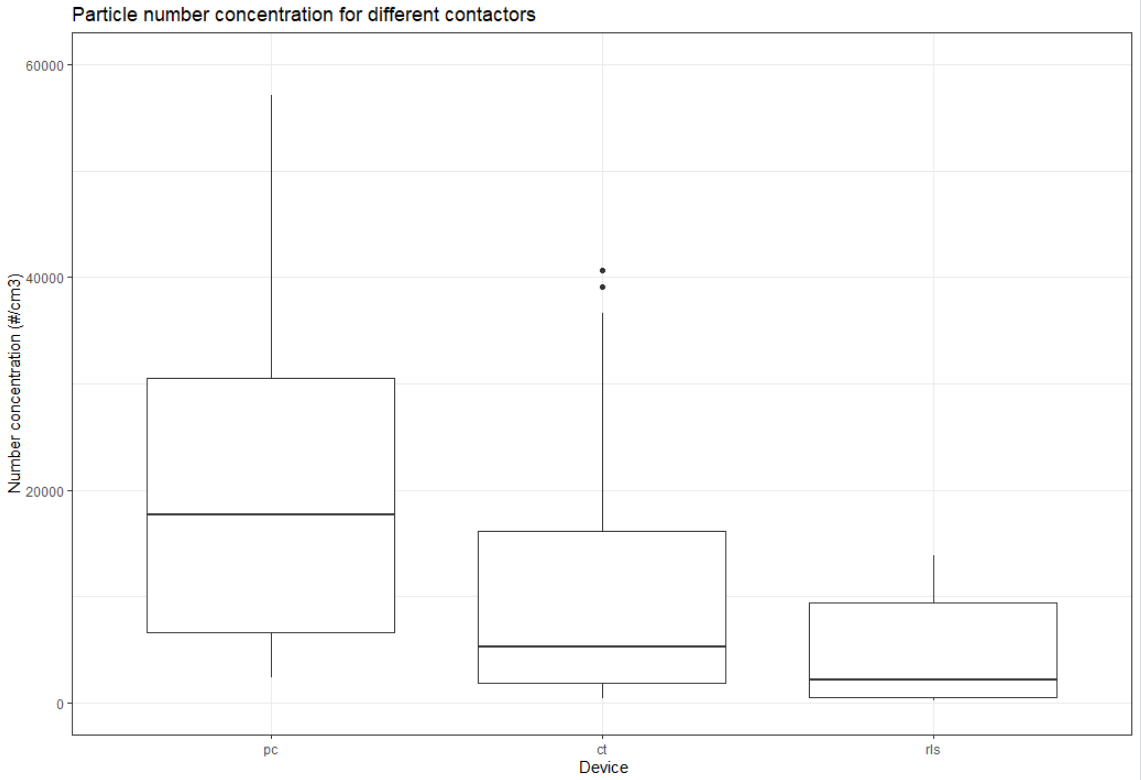 Particle number concentration for different contactors
Number concentration (#/cm3)
60000
40000
20000
0
pc
ct
rls
Device